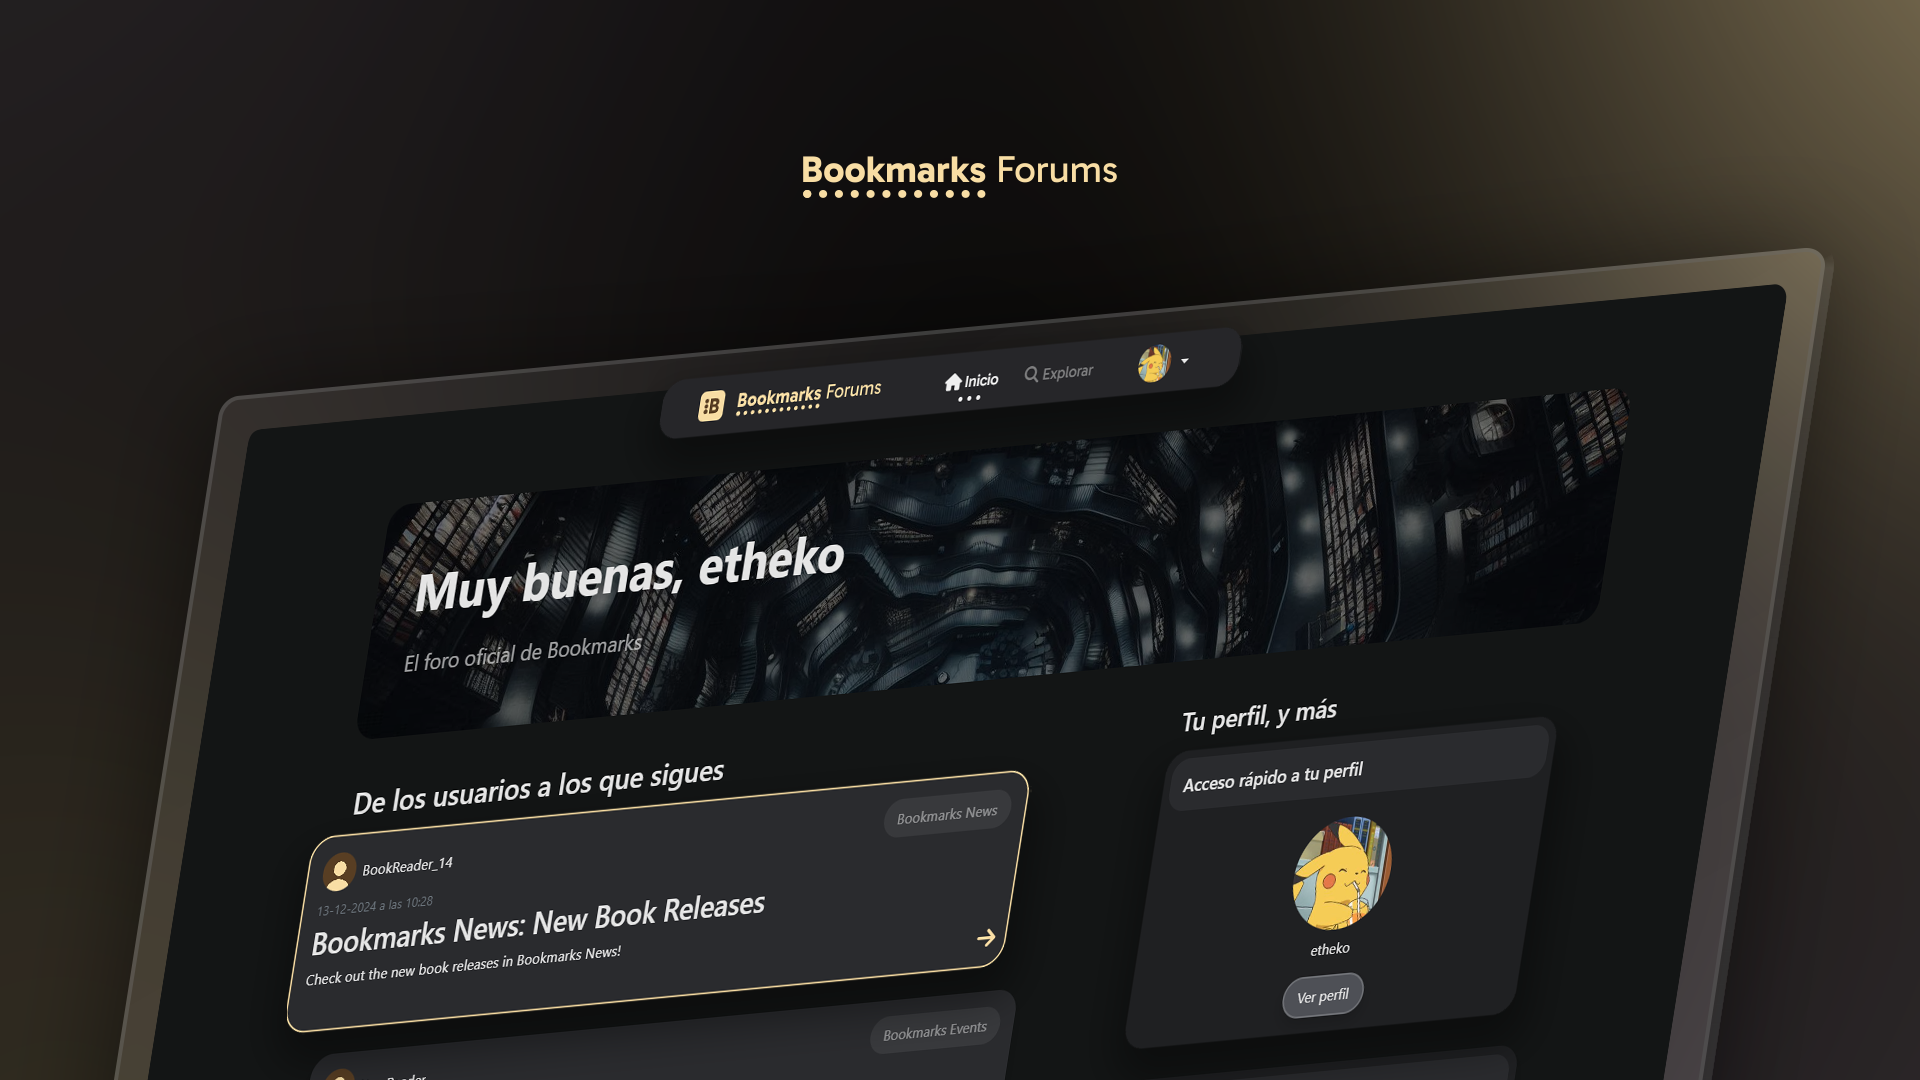 Bookmarks Forums
Bookmarks Forums
Inicio
Explorar
Muy buenas, etheko
El foro oficial de Bookmarks
Tu perfil, y más
Acceso rápido a tu perfil
etheko
Ver perfil
De los usuarios a los que sigues
Bookmarks News
BookReader_14
13-12-2024 a las 10:28
Bookmarks News: New Book Releases
Check out the new book releases in Bookmarks News!
Bookmarks Events